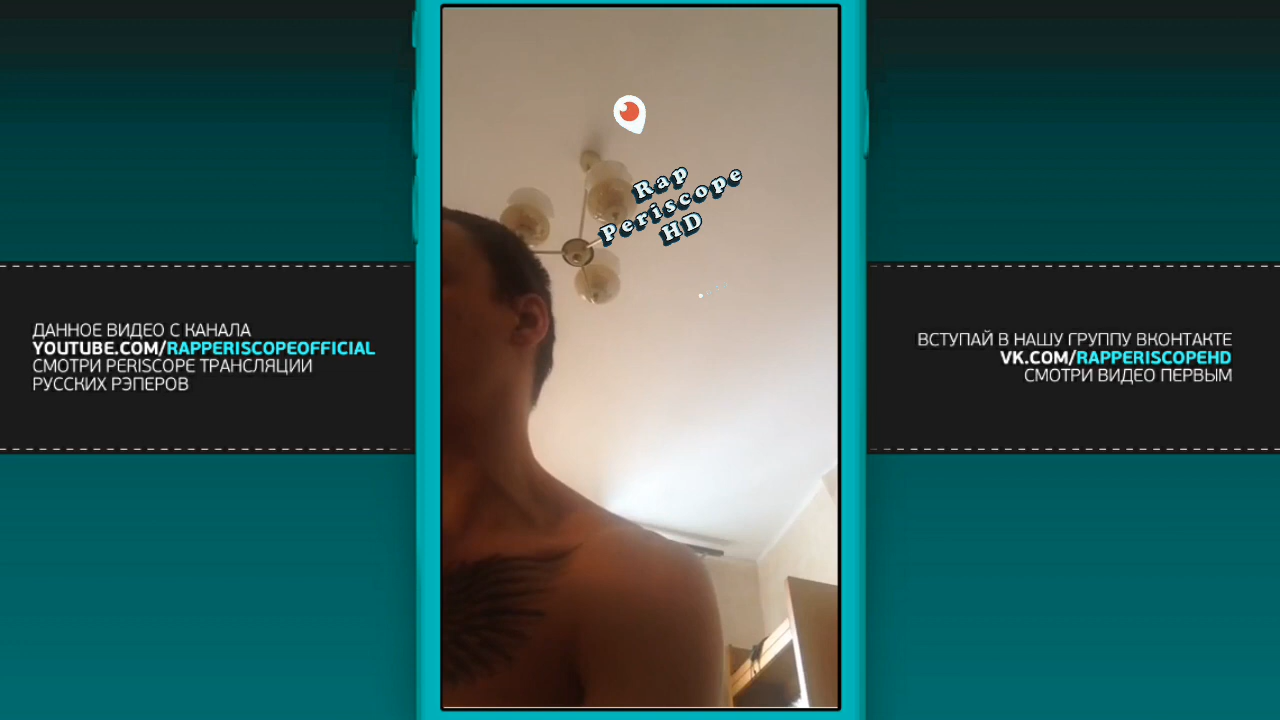 ДАННОЕ ВИДЕО С КАНАЛА
YOUTUBE.COM/RAPPERISCOPEOFFICIAL
СМОТРИ PERISCOPE ТРАНСЛЯЦИИ
РУССКИХ РЭПЕРОВ
Rap
Periscope
HD
ВСТУПАЙ В НАШУ ГРУППУ ВКОНТАКТЕ
VK.COM/RAPPERISCOPEHD
СМОТРИ ВИДЕО ПЕРВЫМ